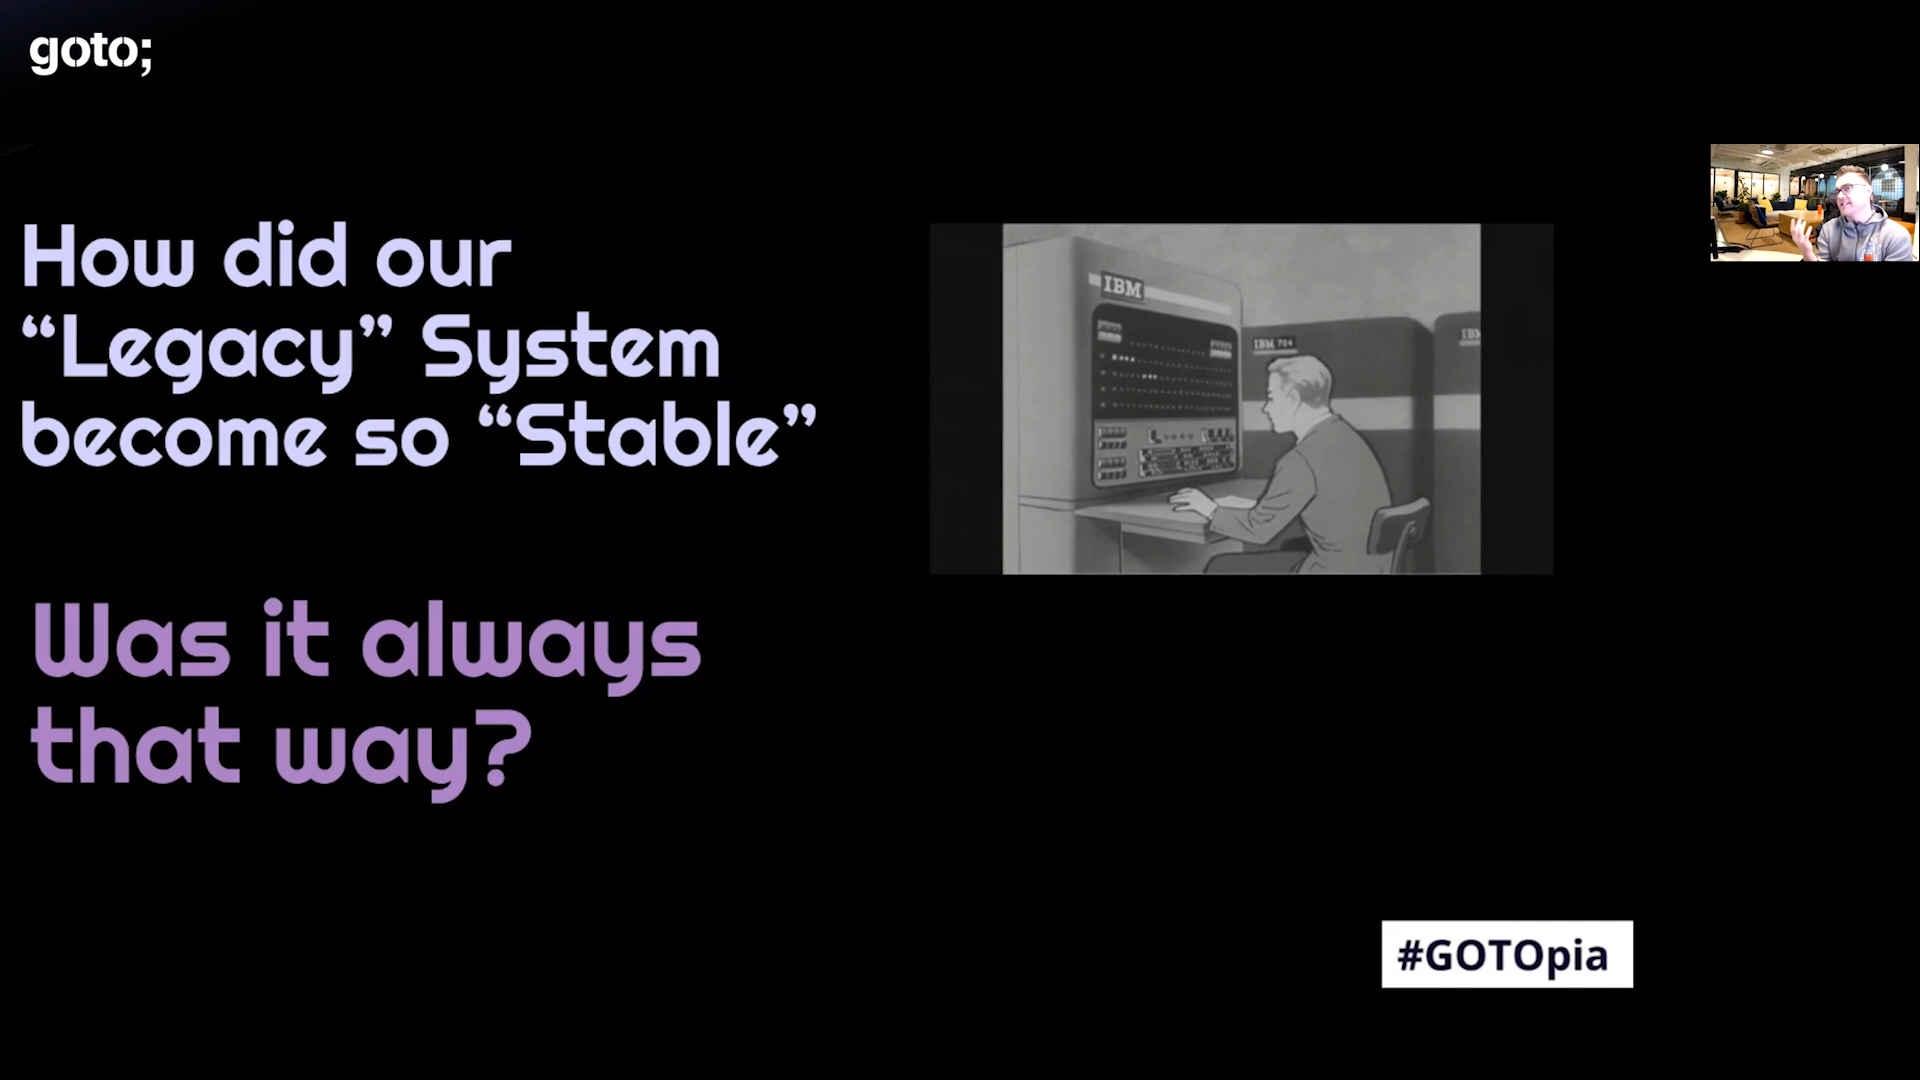 goto;
How did our
“Legacy” System
become so “Stable”
IBM
IBM 704
Was it always
that way?
#GOTOpia